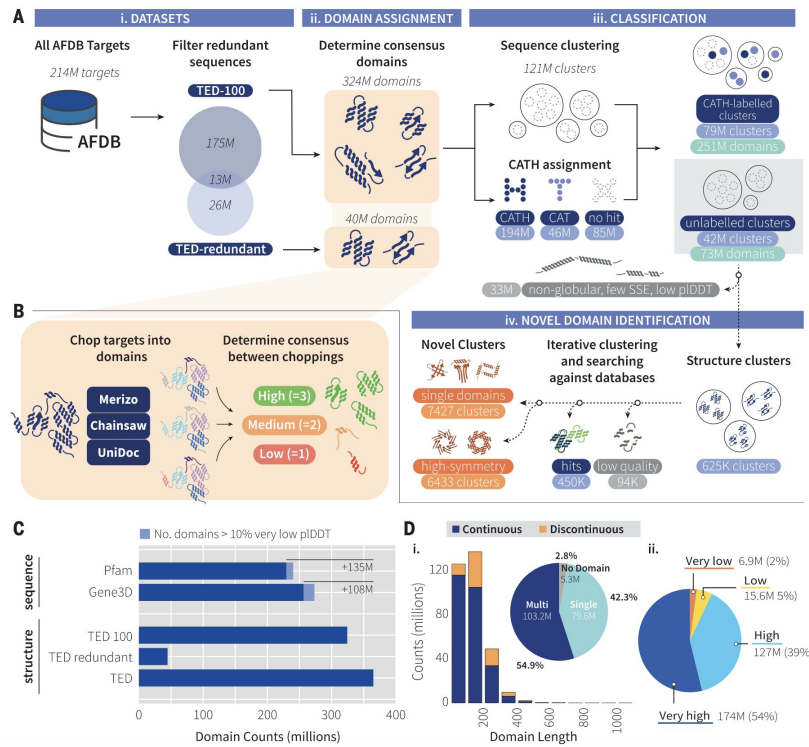 A
i. DATASETS
ii. DOMAIN ASSIGNMENT
iii. CLASSIFICATION
All AFDB Targets
214M targets
AFDB
Filter redundant
sequences
TED-100
175M
13M
26M
TED-redundant
Determine consensus
domains
324M domains
40M domains
Sequence clustering
121M clusters
CATH assignment
CATH
CAT
no hit
194M
46M
85M
CATH-labelled
clusters
79M clusters
251M domains
unlabelled clusters
42M clusters
73M domains
33M
non-globular, few SSE, low plDDT
B
Chop targets into
domains
Merizo
Chainsaw
UniDoc
Determine consensus
between choppings
High (=3)
Medium (=2)
Low (=1)
iv. NOVEL DOMAIN IDENTIFICATION
Novel Clusters
single domains
7427 clusters
high-symmetry
6433 clusters
Iterative clustering
and searching
against databases
hits
low quality
450K
94K
Structure clusters
625K clusters
C
No. domains > 10% very low plDDT
sequence
Pfam
+135M
Gene3D
+108M
structure
TED 100
TED redundant
TED
0
100
200
300
400
Domain Counts (millions)
D
Continuous
Discontinuous
i.
Counts (millions)
120
80
40
0
200
400
600
800
1000
Domain Length
2.8%
No Domain
5.3M
Multi
103.2M
Single
79.6M
42.3%
54.9%
ii.
Very low 6.9M (2%)
Low
15.6M 5%)
High
127M (39%
Very high 174M (54%)